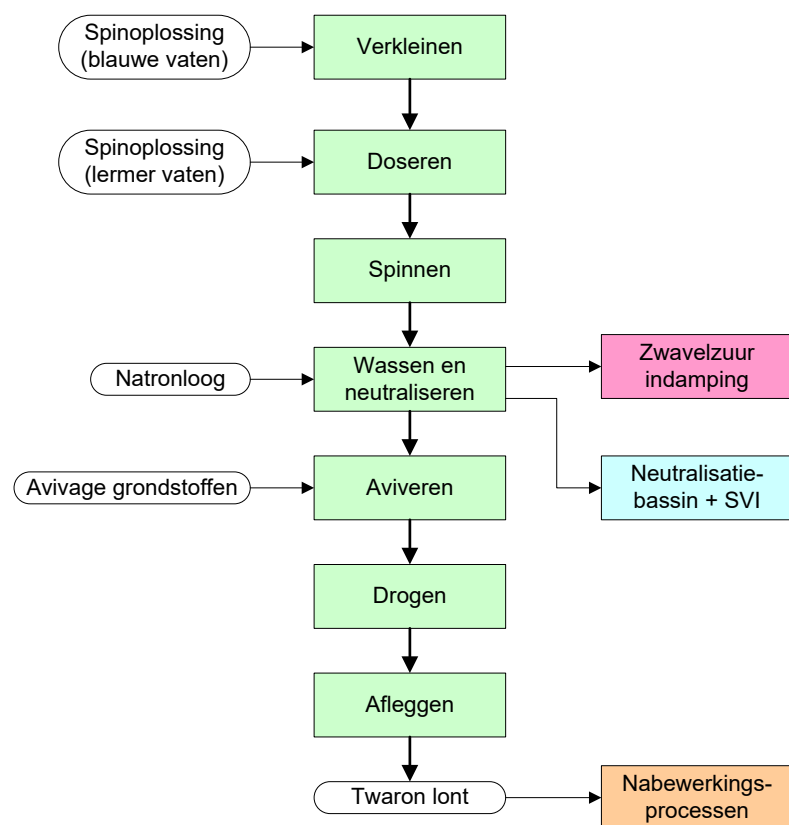 Spinoplossing
(blauwe vaten)
Verkleinen
Spinoplossing
(lermer vaten)
Doseren
Spinnen
Natronloog
Wassen en
neutraliseren
Zwavelzuur
indamping
Avivage grondstoffen
Aviveren
Neutralisatie-
bassin + SVI
Drogen
Afleggen
Twaron lont
Nabewerkings-
processen